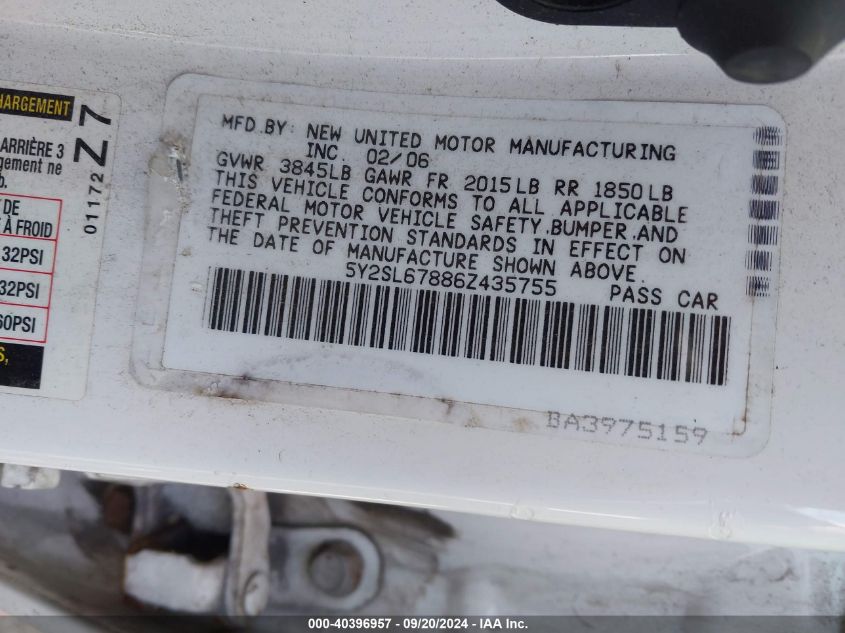 CHARGEMENT
ARRIÈRE 3
gement ne
b.
DE
À FROID
32PSI
32PSI
60PSI
S,
01172
Z 7
MFD.BY: NEW UNITED MOTOR MANUFACTURING
INC. 02/06
GVWR 3845LB GAWR FR 2015LB RR 1850LB
THIS VEHICLE CONFORMS TO ALL APPLICABLE
FEDERAL MOTOR VEHICLE SAFETY,BUMPER,AND
THEFT PREVENTION STANDARDS IN EFFECT ON
THE DATE OF MANUFACTURE SHOWN ABOVE.
5Y2SL67886Z435755 PASS CAR
BA3975159
000-40396957 - 09/20/2024 - IAA Inc.